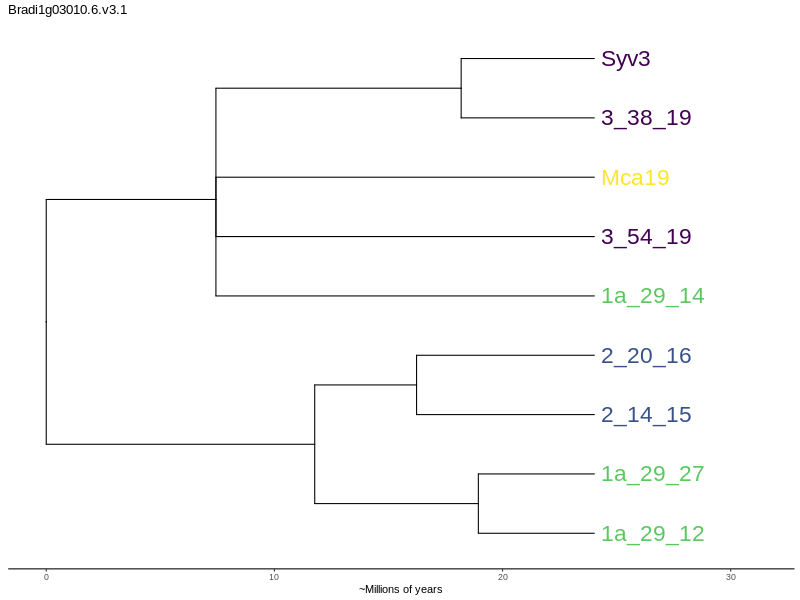 Bradi1g03010.6.v3.1
Syv3
3_38_19
Mca19
3_54_19
1a_29_14
2_20_16
2_14_15
1a_29_27
1a_29_12
0 10 20 30
~Millions of years